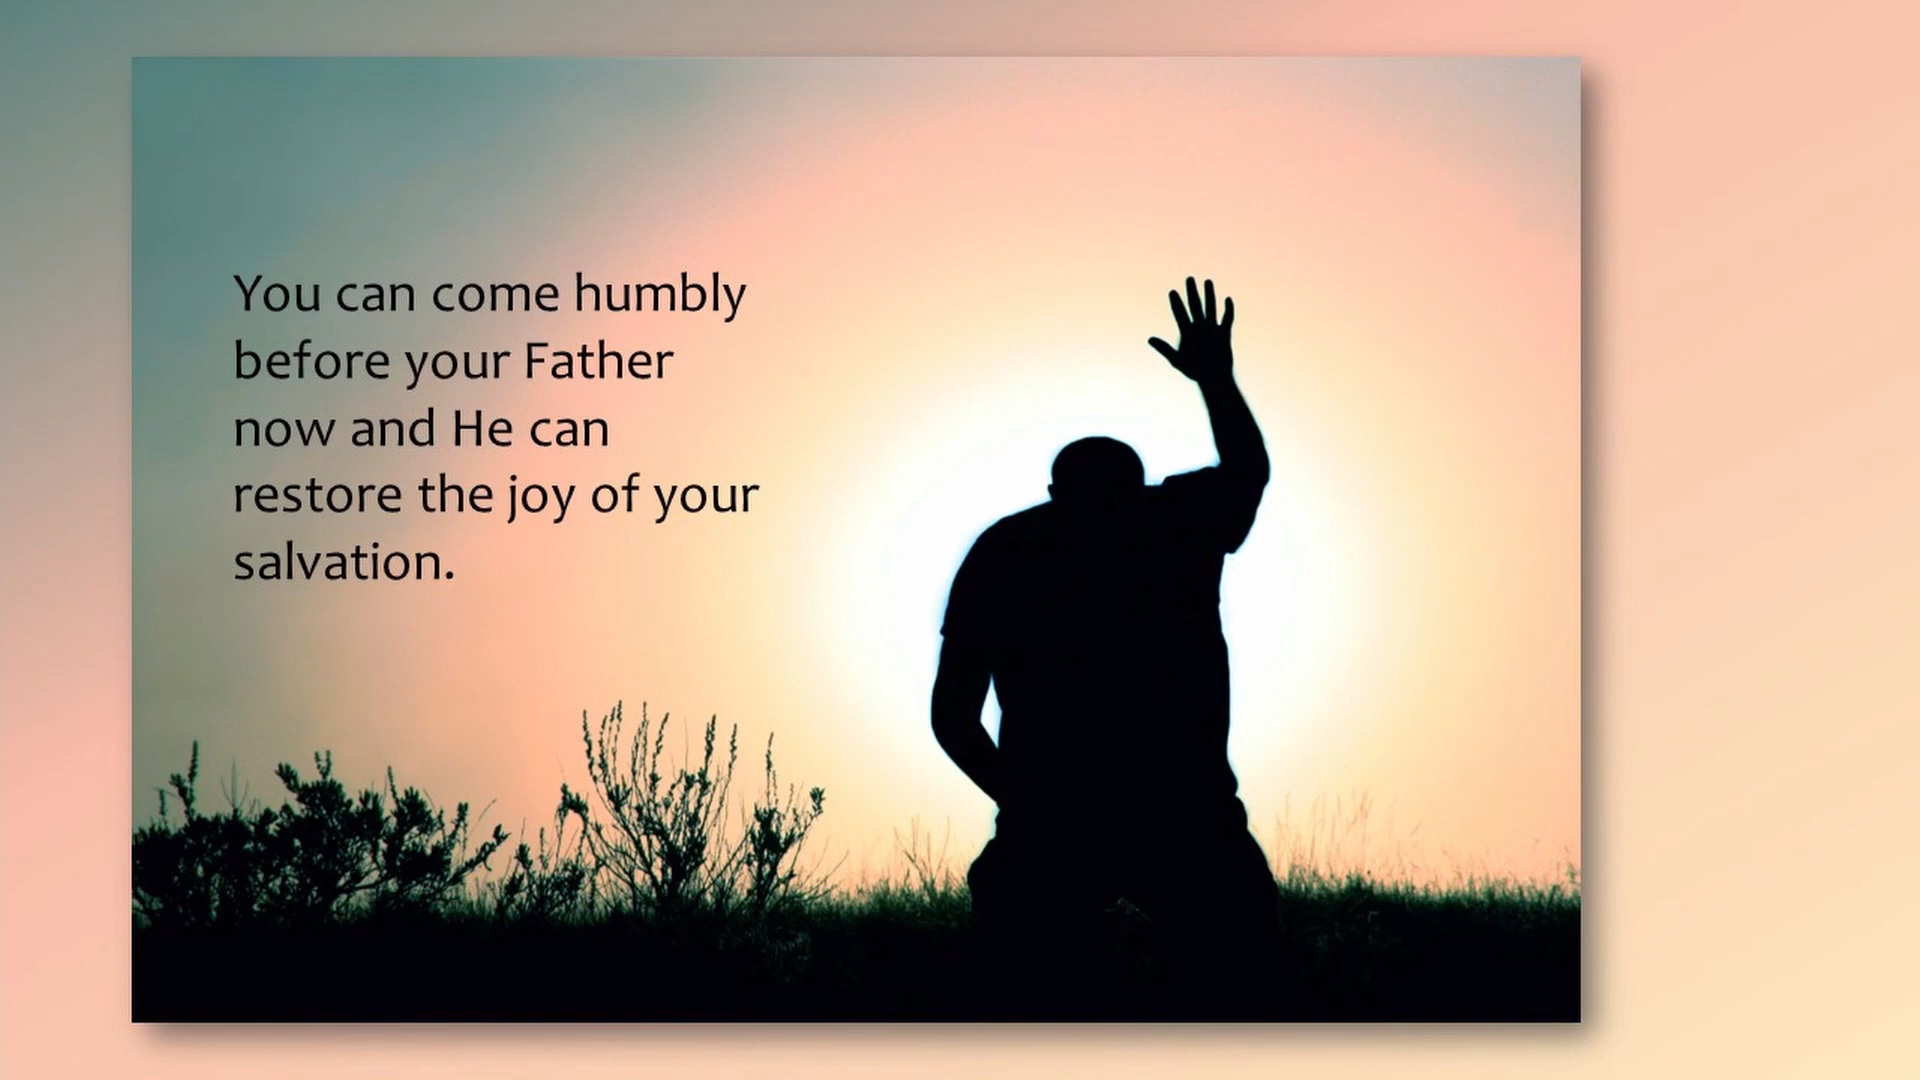 You can come humbly
before your Father
now and He can
restore the joy of your
salvation.